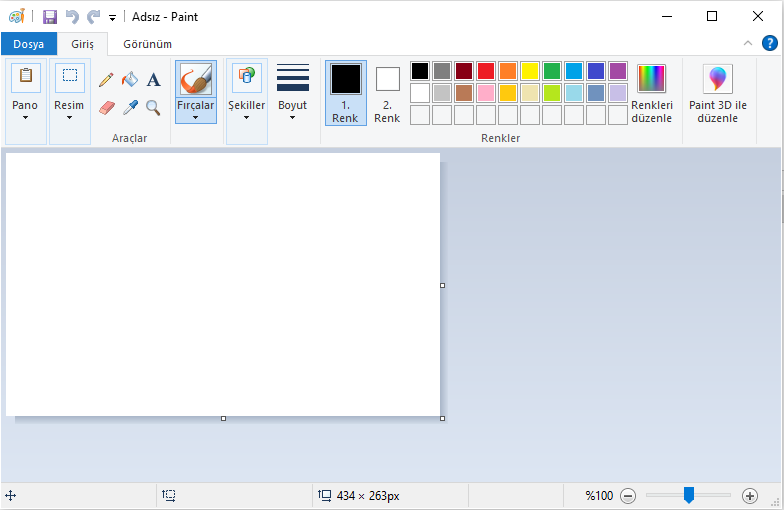 Adsız - Paint
Dosya
Giriş
Görünüm
Pano
Resim
A
Araçlar
Fırçalar
Şekiller
Boyut
1.
Renk
2.
Renk
Renkleri
düzenle
Renkler
Paint 3D ile
düzenle
434 × 263px
%100